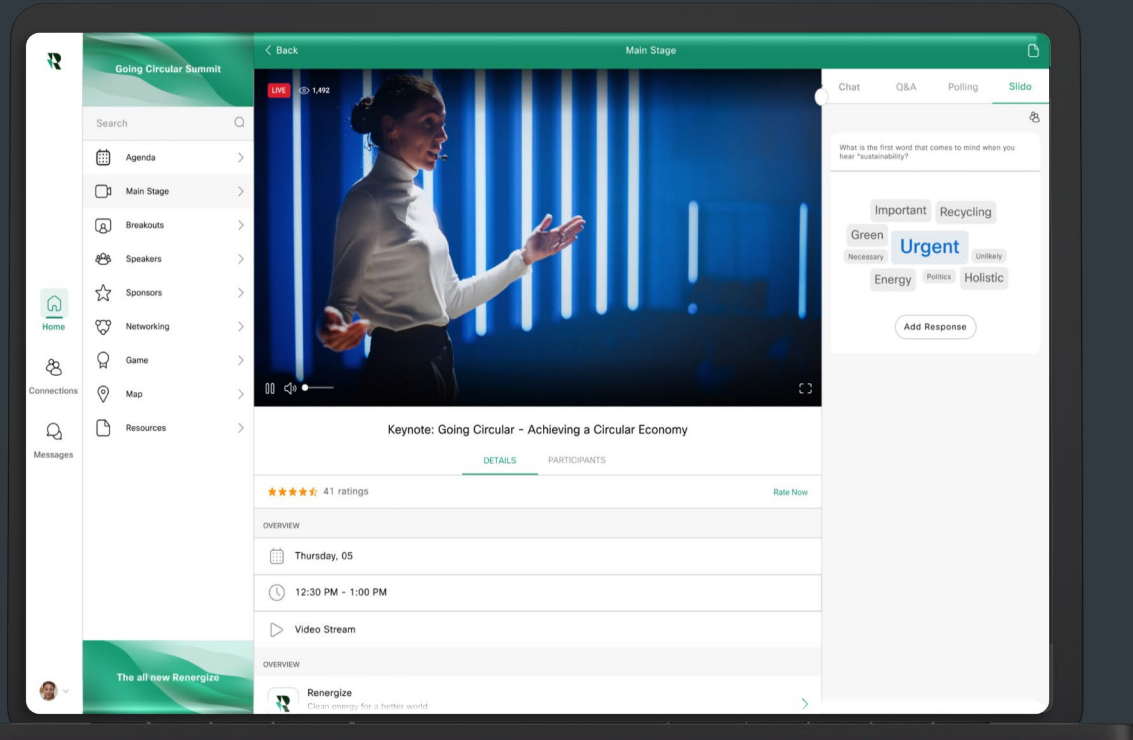 Going Circular Summit
Search
Agenda
Main Stage
Breakouts
Speakers
Sponsors
Networking
Game
Map
Resources
Home
Connections
Messages
The all new Renergize
Back
Main Stage
LIVE
1,492
Keynote: Going Circular - Achieving a Circular Economy
DETAILS
PARTICIPANTS
41 ratings
Rate Now
OVERVIEW
Thursday, 05
12:30 PM - 1:00 PM
Video Stream
OVERVIEW
Renergize
Clean energy for a better world
Chat
Q&A
Polling
Slido
What is the first word that comes to mind when you
hear "sustainability?
Important
Recycling
Green
Urgent
Necessary
Unlikely
Energy
Politics
Holistic
Add Response